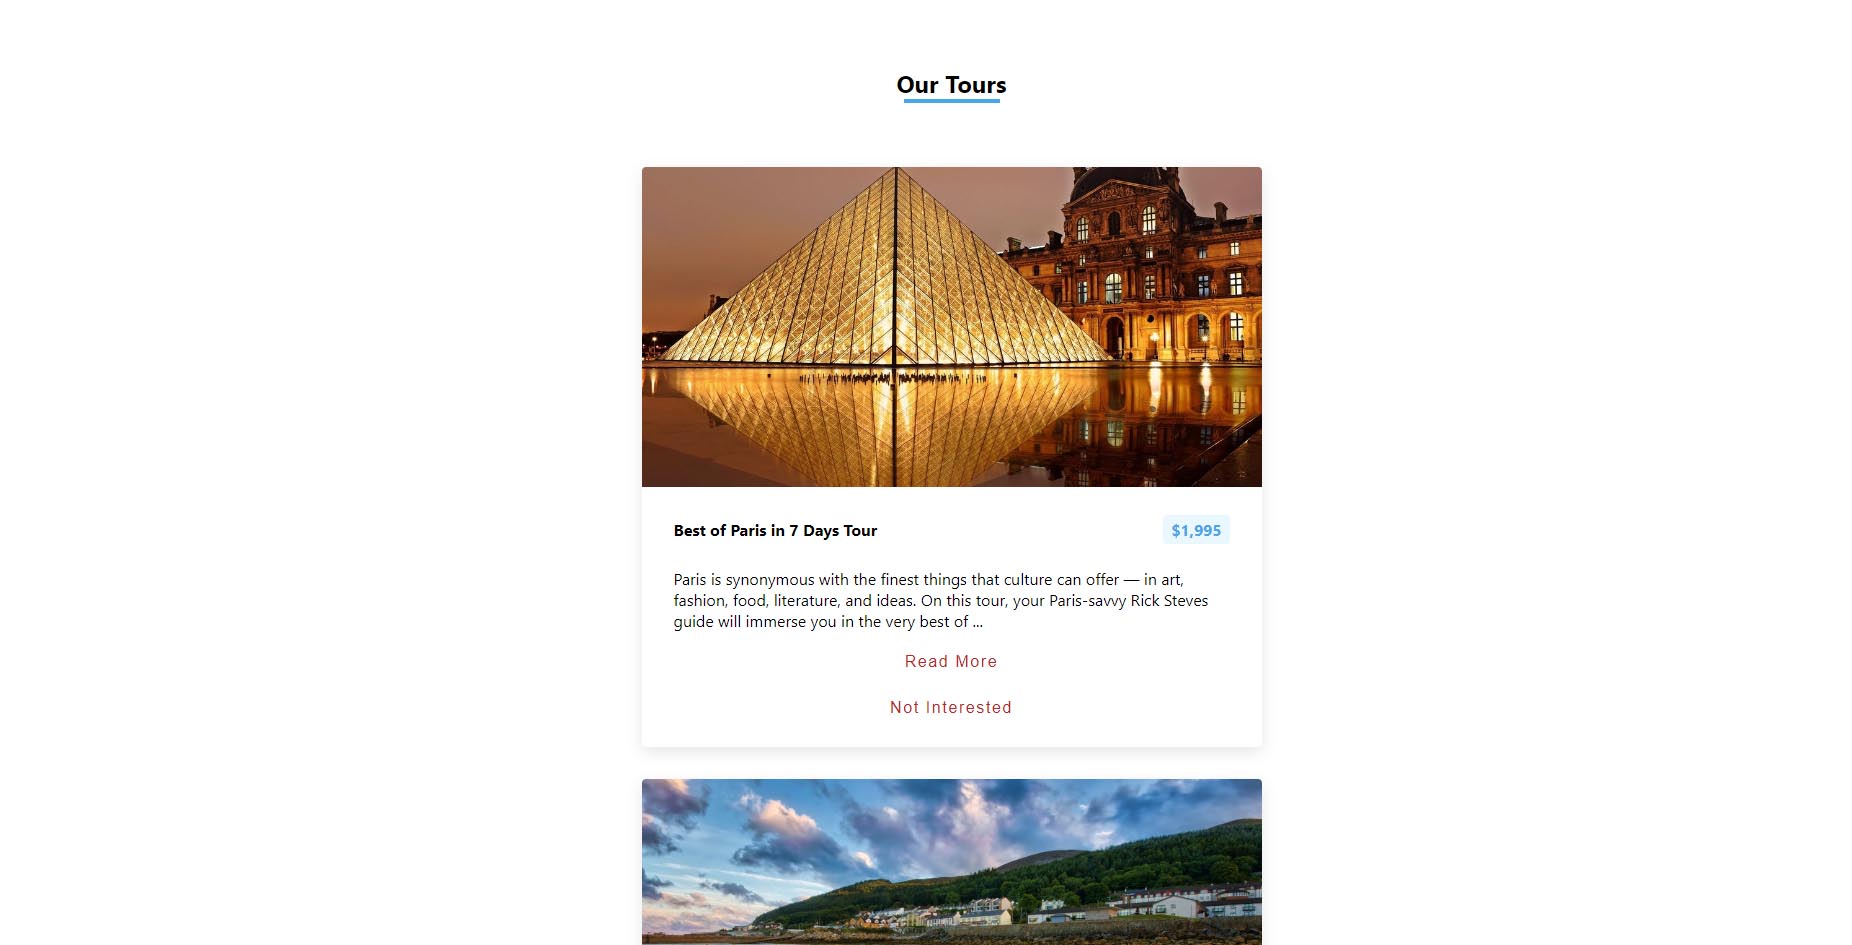 Our Tours
Best of Paris in 7 Days Tour
$1,995
Paris is synonymous with the finest things that culture can offer — in art,
fashion, food, literature, and ideas. On this tour, your Paris-savvy Rick Steves
guide will immerse you in the very best of ...
Read More
Not Interested